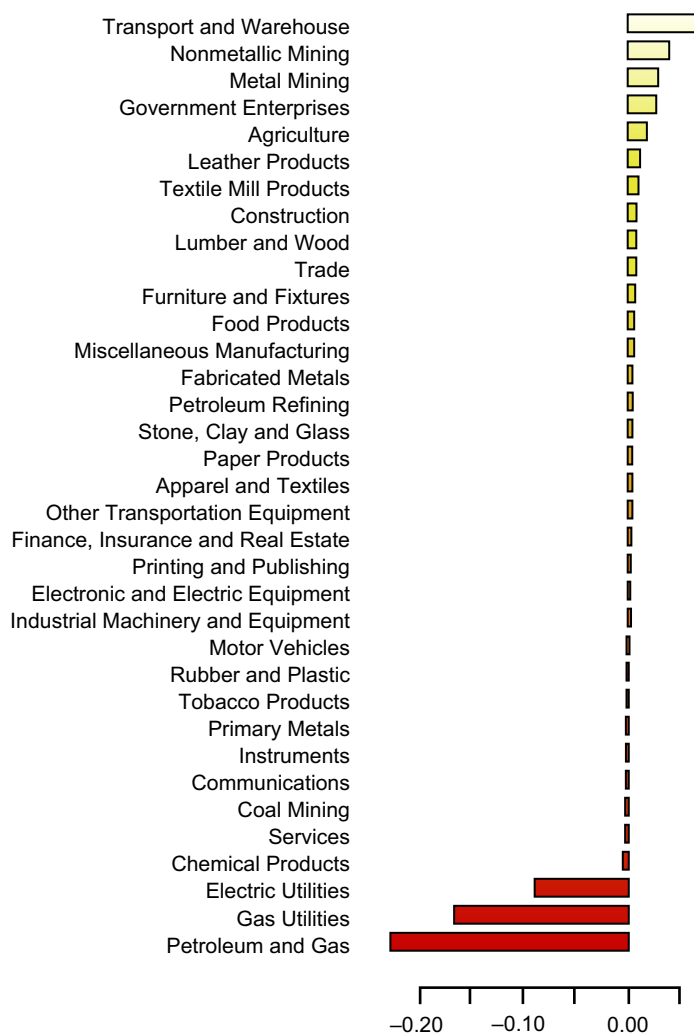 Transport and Warehouse
Nonmetallic Mining
Metal Mining
Government Enterprises
Agriculture
Leather Products
Textile Mill Products
Construction
Lumber and Wood
Trade
Furniture and Fixtures
Food Products
Miscellaneous Manufacturing
Fabricated Metals
Petroleum Refining
Stone, Clay and Glass
Paper Products
Apparel and Textiles
Other Transportation Equipment
Finance, Insurance and Real Estate
Printing and Publishing
Electronic and Electric Equipment
Industrial Machinery and Equipment
Motor Vehicles
Rubber and Plastic
Tobacco Products
Primary Metals
Instruments
Communications
Coal Mining
Services
Chemical Products
Electric Utilities
Gas Utilities
Petroleum and Gas
–0.20 –0.10 0.00